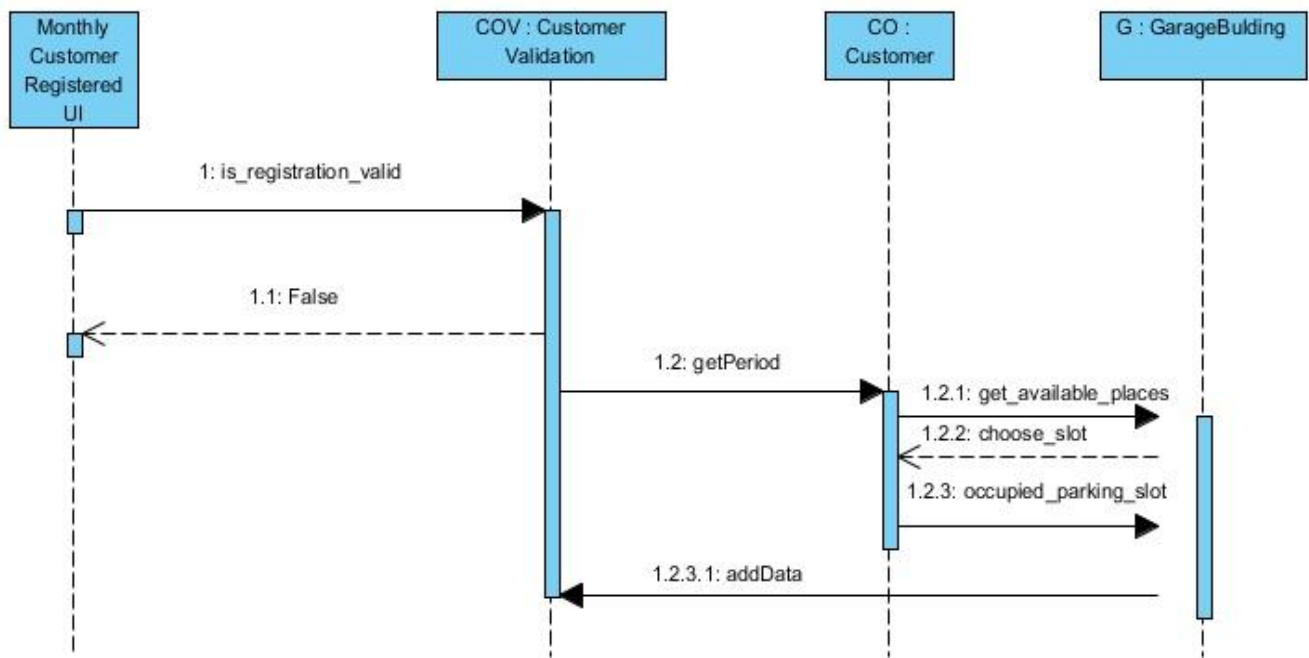 Monthly
Customer
Registered
UI
COV : Customer
Validation
CO :
Customer
G : GarageBulding
1: is_registration_valid
1.1: False
1.2: getPeriod
1.2.1: get_available_places
1.2.2: choose_slot
1.2.3: occupied_parking_slot
1.2.3.1: addData